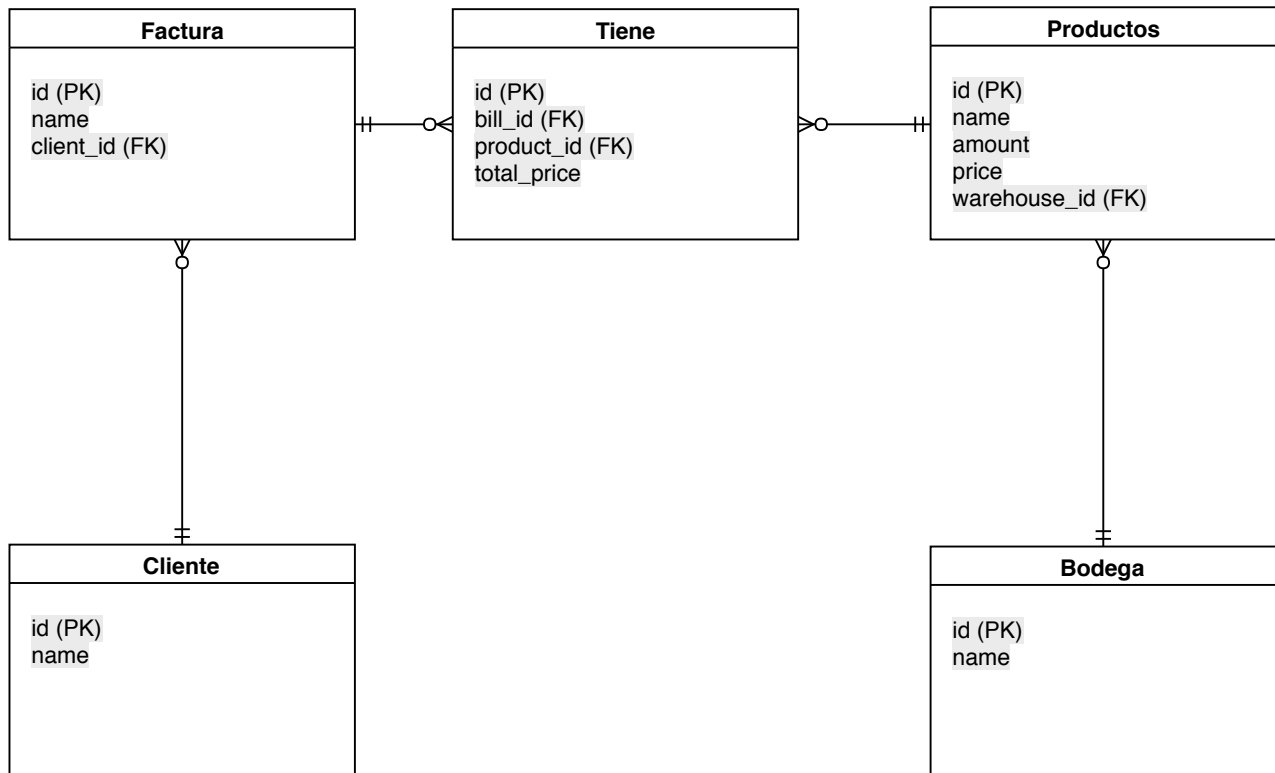 Factura
id (PK)
name
client_id (FK)
Tiene
id (PK)
bill_id (FK)
product_id (FK)
total_price
Productos
id (PK)
name
amount
price
warehouse_id (FK)
Cliente
id (PK)
name
Bodega
id (PK)
name